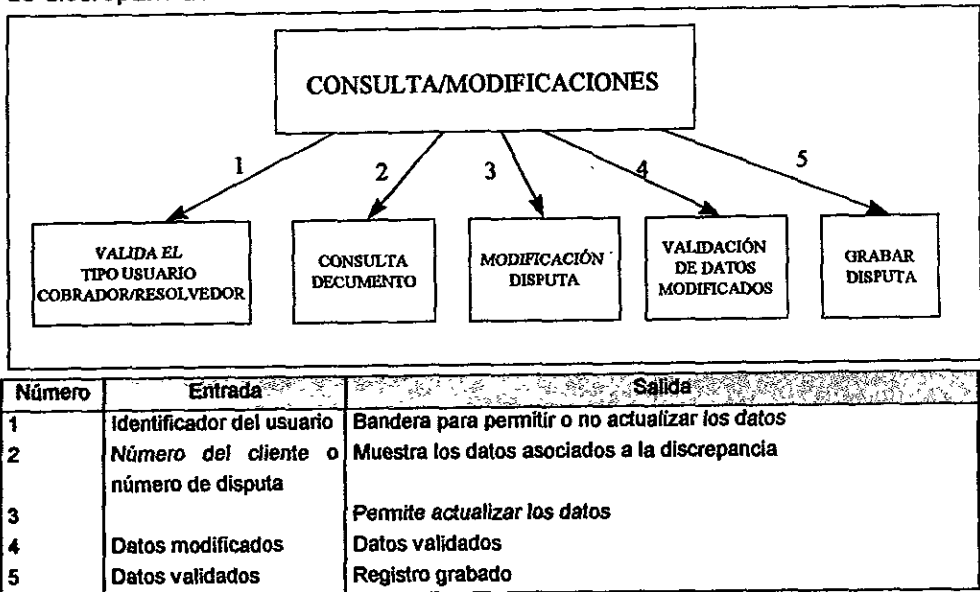 CONSULTA/MODIFICACIONES
1
2
3
4
5
VALIDA EL
TIPO USUARIO
COBRADOR/RESOLVEDOR
CONSULTA
DECUMENTO
MODIFICACIÓN
DISPUTA
VALIDACIÓN
DE DATOS
MODIFICADOS
GRABAR
DISPUTA
Número Entrada Salida
1 Identificador del usuario Bandera para permitir o no actualizar los datos
2 Número del cliente o Muestra los datos asociados a la discrepancia
número de disputa
3 Permite actualizar los datos
4 Datos modificados Datos validados
5 Datos validados Registro grabado